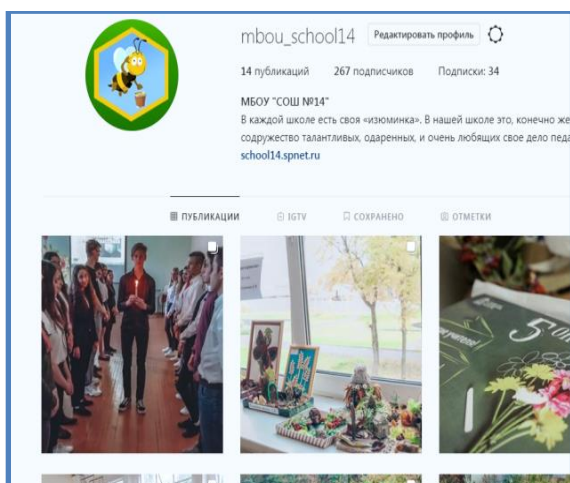 mbou_school14 Редактировать профиль
14 публикаций 267 подписчиков Подписки: 34
МБОУ "СОШ №14"
В каждой школе есть своя «изюминка». В нашей школе это, конечно же
содружество талантливых, одаренных, и очень любящих свое дело педа
school14.spnet.ru
ПУБЛИКАЦИИ IGTV СОХРАНЕНО ОТМЕТКИ
5